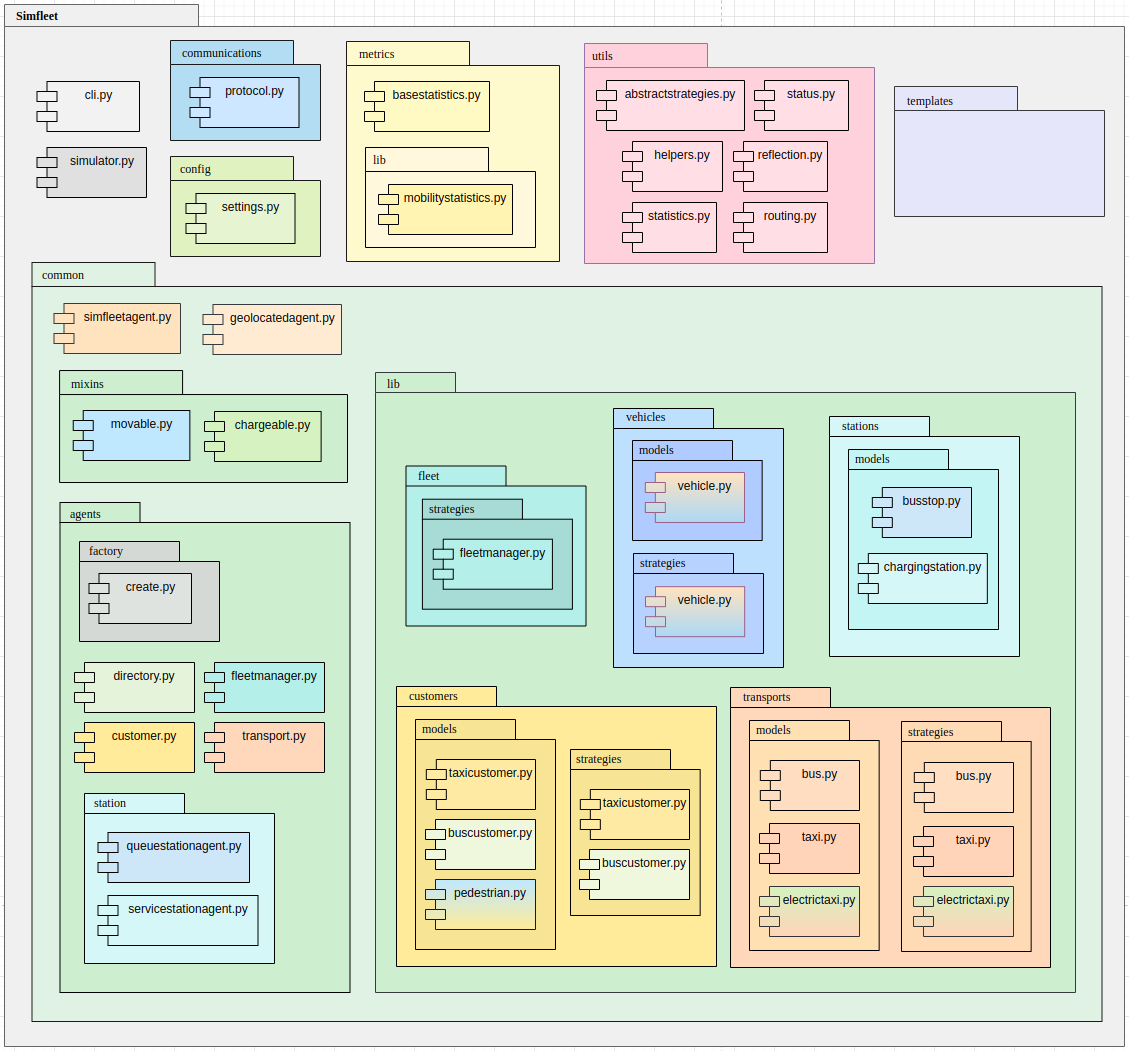 Simfleet
cli.py
simulator.py
communications
protocol.py
config
settings.py
metrics
basestatistics.py
lib
mobilitystatistics.py
utils
abstractstrategies.py
status.py
helpers.py
reflection.py
statistics.py
routing.py
templates
common
simfleetagent.py
geolocatedagent.py
mixins
movable.py
chargeable.py
agents
factory
create.py
directory.py
fleetmanager.py
customer.py
transport.py
station
queuestationagent.py
servicestationagent.py
lib
fleet
strategies
fleetmanager.py
vehicles
models
vehicle.py
strategies
vehicle.py
stations
models
busstop.py
chargingstation.py
customers
models
taxicustomer.py
buscustomer.py
pedestrian.py
strategies
taxicustomer.py
buscustomer.py
transports
models
bus.py
taxi.py
electrictaxi.py
strategies
bus.py
taxi.py
electrictaxi.py